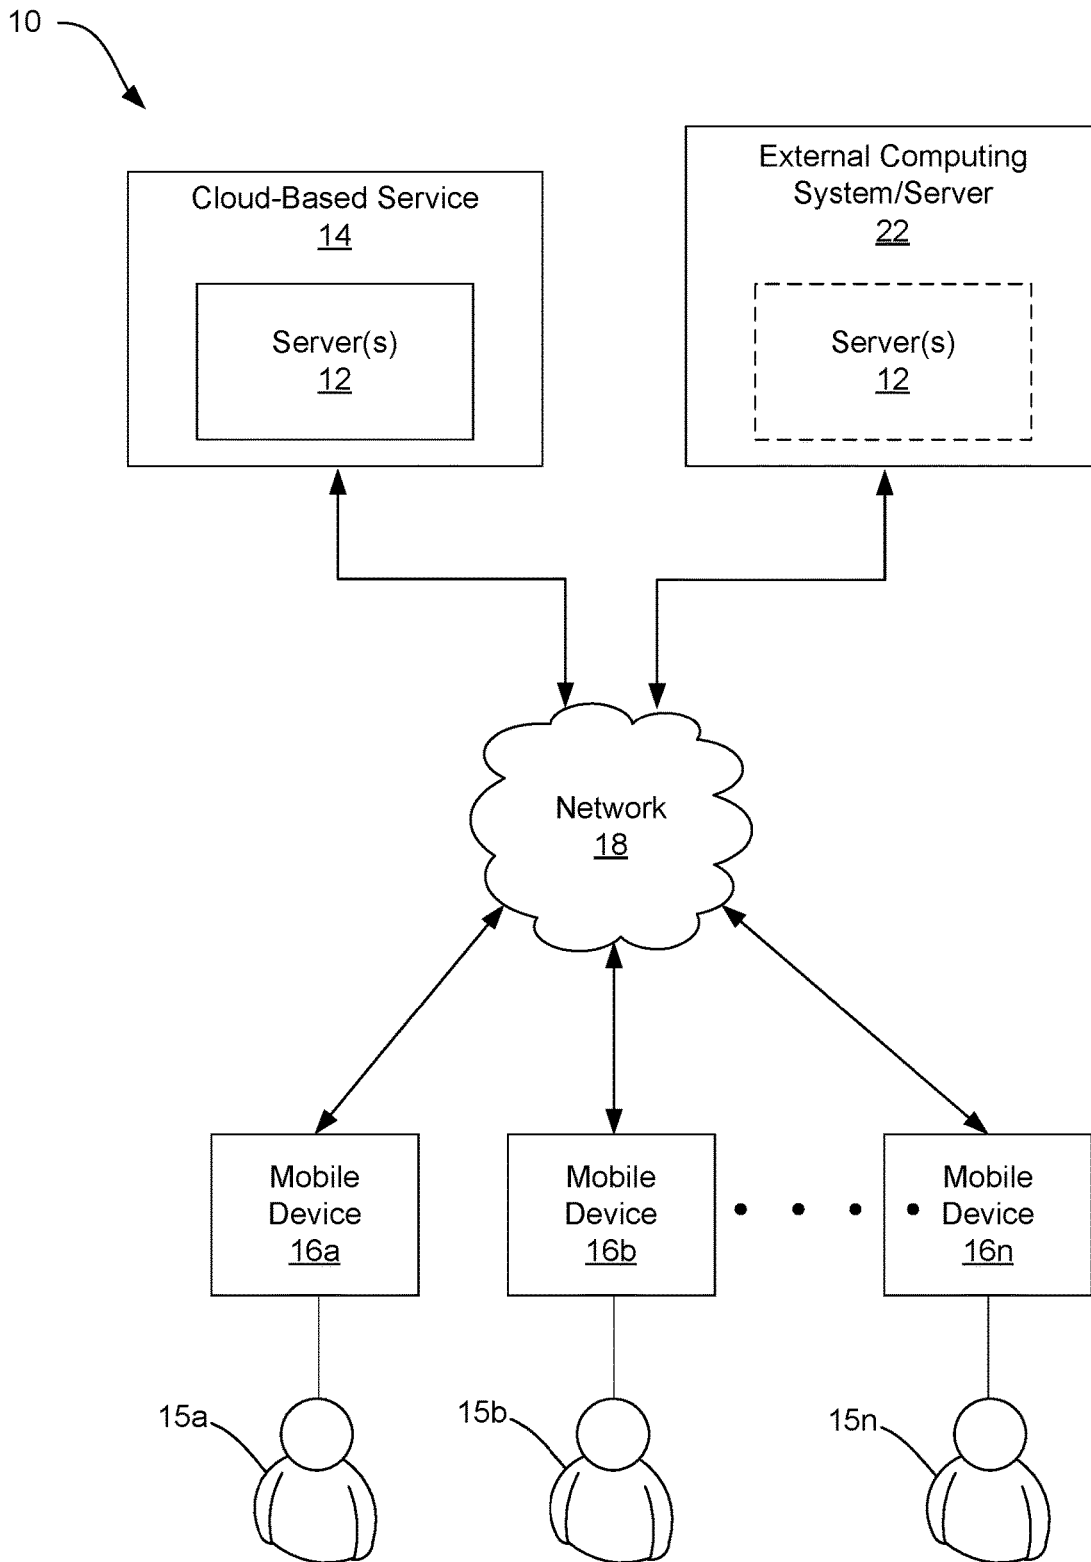 10
Cloud-Based Service
14
Server(s)
12
External Computing
System/Server
22
Server(s)
12
Network
18
Mobile
Device
16a
Mobile
Device
16b
Mobile
Device
16n
15a
15b
15n